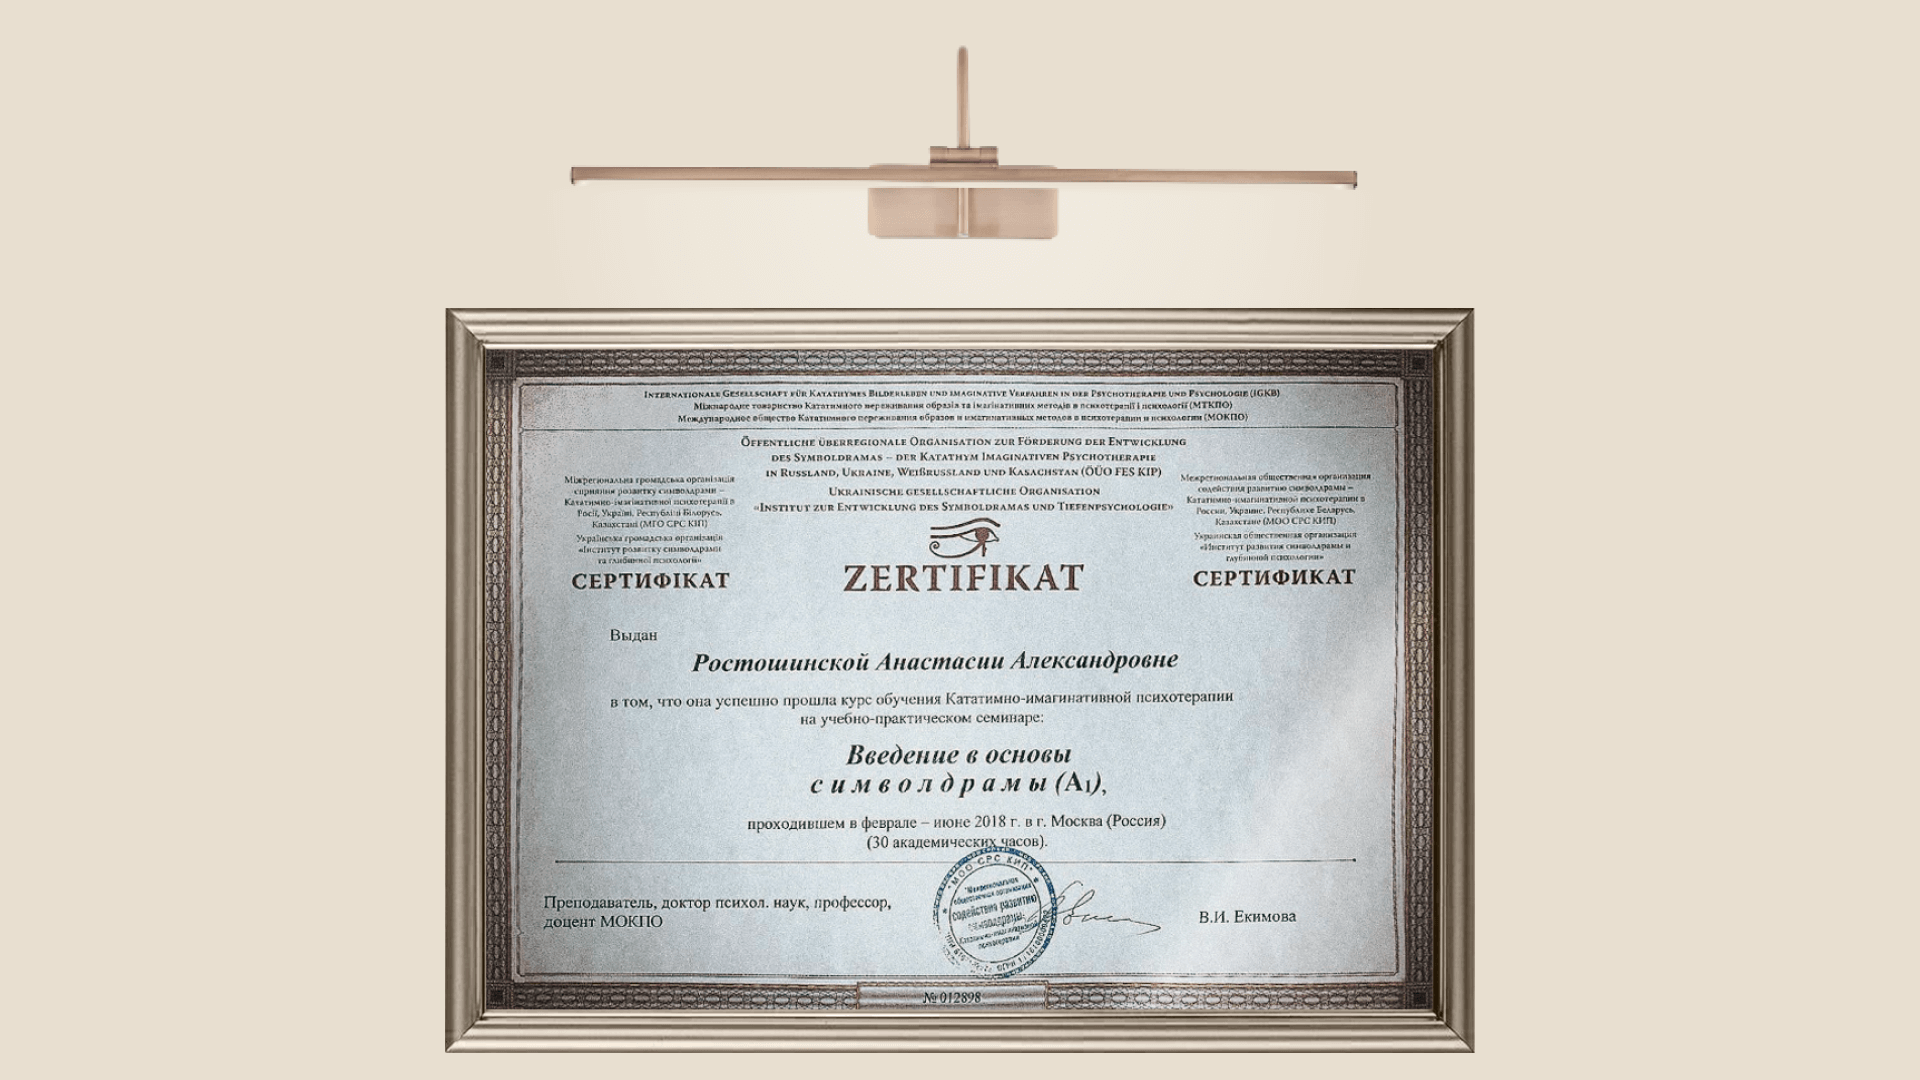 Internationale Gesellschaft für Katathymes Bilderleben und imaginative Verfahren in der Psychotherapie und Psychologie (IGKB)
Міжнародне товариство Кататимного переживання образів та імагінативних методів в психотерапії і психології (МТКПО)
Международное общество Кататимного переживания образов и имагинативных методов в психотерапии и психологии (МОКПО)
Öffentliche überregionale Organisation zur Förderung der Entwicklung
des Symboldramas – der Katathym Imaginativen Psychotherapie
in Russland, Ukraine, Weißrussland und Kasachstan (ÖÜO FES KIP)
Ukrainische gesellschaftliche Organisation
«Institut zur Entwicklung des Symboldramas und Tiefenpsychologie»
Міжрегіональна громадська організація
сприяння розвитку символдрами –
Кататимно-імагінативної психотерапії в
Росії, Україні, Республіці Білорусь,
Казахстані (МГО СРС КІП)
Українська громадська організація
«Інститут розвитку символдрами
та глибинної психології»
СЕРТИФІКАТ
ZERTIFIKAT
Межрегиональная общественная организация
содействия развитию символдрамы –
Кататимно-имагинативной психотерапии в
России, Украине, Республике Беларусь,
Казахстане (МОО СРС КИП)
Украинская общественная организация
«Институт развития символдрамы и
глубинной психологии»
СЕРТИФИКАТ
Выдан
Ростошинской Анастасии Александровне
в том, что она успешно прошла курс обучения Кататимно-имагинативной психотерапии
на учебно-практическом семинаре:
Введение в основы
символдрамы (А1),
проходившем в феврале – июне 2018 г. в г. Москва (Россия)
(30 академических часов).
Преподаватель, доктор психол. наук, профессор,
доцент МОКПО
МОО СРС КИП
"Межрегиональная
общественная организация
содействия развитию
символдрамы-
Кататимно-имагинативной
психотерапии"
В.И. Екимова
№ 012898